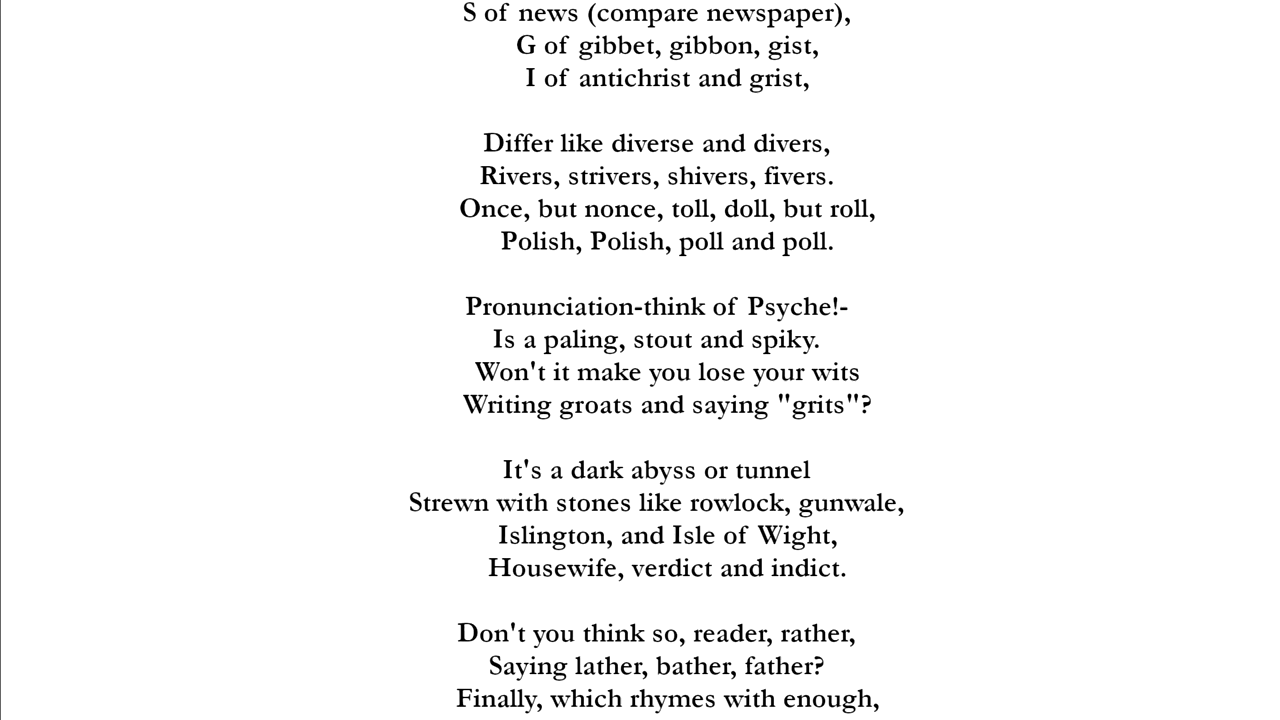 S of news (compare newspaper),
G of gibbet, gibbon, gist,
I of antichrist and grist,
Differ like diverse and divers,
Rivers, strivers, shivers, fivers.
Once, but nonce, toll, doll, but roll,
Polish, Polish, poll and poll.
Pronunciation-think of Psyche!-
Is a paling, stout and spiky.
Won't it make you lose your wits
Writing groats and saying "grits"?
It's a dark abyss or tunnel
Strewn with stones like rowlock, gunwale,
Islington, and Isle of Wight,
Housewife, verdict and indict.
Don't you think so, reader, rather,
Saying lather, bather, father?
Finally, which rhymes with enough,